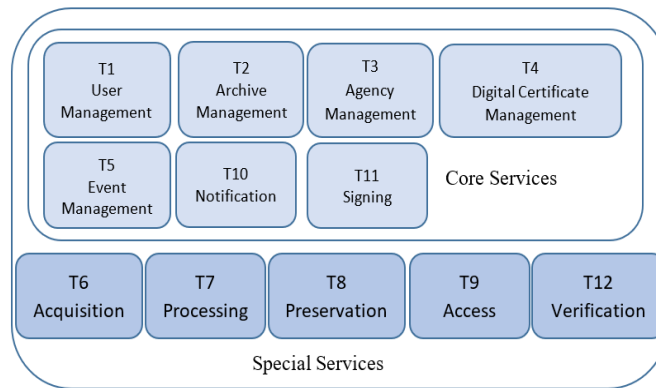 T1
User
Management
T2
Archive
Management
T3
Agency
Management
T4
Digital Certificate
Management
T5
Event
Management
T10
Notification
T11
Signing
Core Services
T6
Acquisition
T7
Processing
T8
Preservation
T9
Access
T12
Verification
Special Services